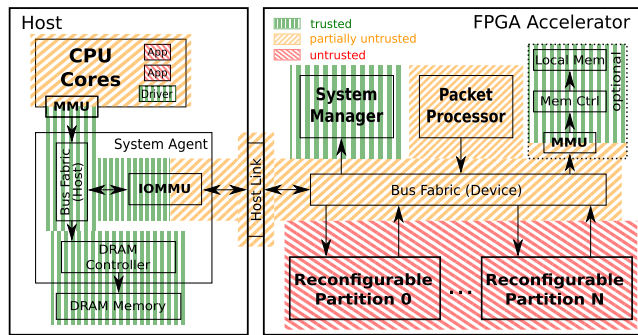 Host
CPU
Cores
App
App
Driver
MMU
System Agent
Bus Fabric
(Host)
IOMMU
DRAM
Controller
DRAM Memory
Host Link
trusted
partially untrusted
untrusted
FPGA Accelerator
System
Manager
Packet
Processor
Local Mem
Mem Ctrl
MMU
optional
Bus Fabric (Device)
Reconfigurable
Partition 0
...
Reconfigurable
Partition N